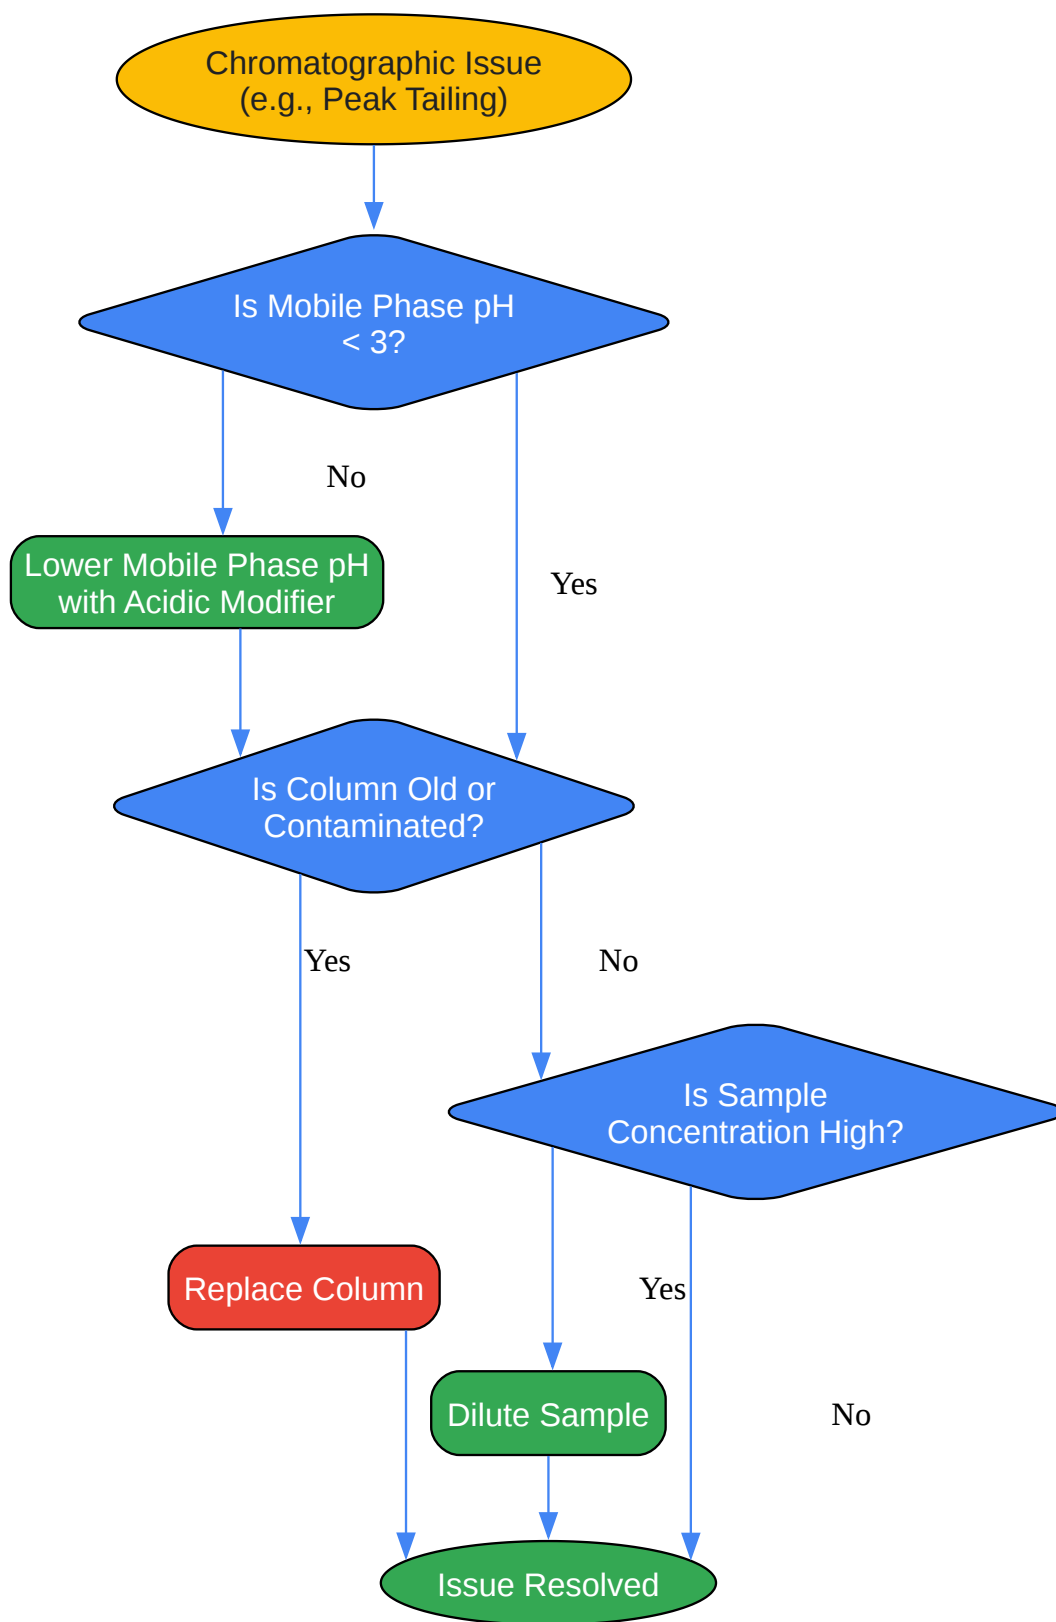 Chromatographic Issue
(e.g., Peak Tailing)
Is Mobile Phase pH
< 3?
No
Lower Mobile Phase pH
with Acidic Modifier
Yes
Is Column Old or
Contaminated?
Yes
No
Is Sample
Concentration High?
Replace Column
Yes
Dilute Sample
No
Issue Resolved